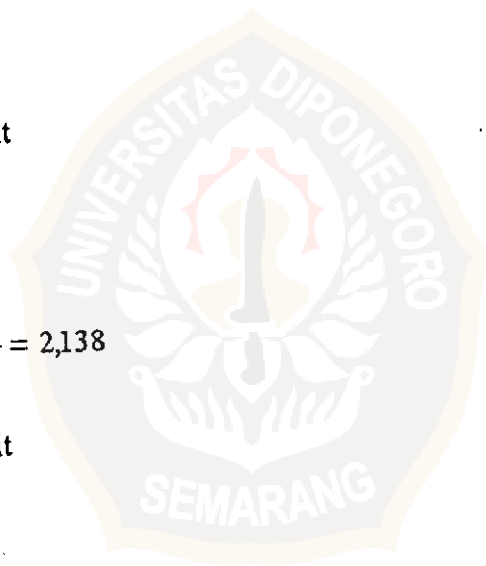 UNIVERSITAS DIPONEGORO
t
= 2,138
t
SEMARANG